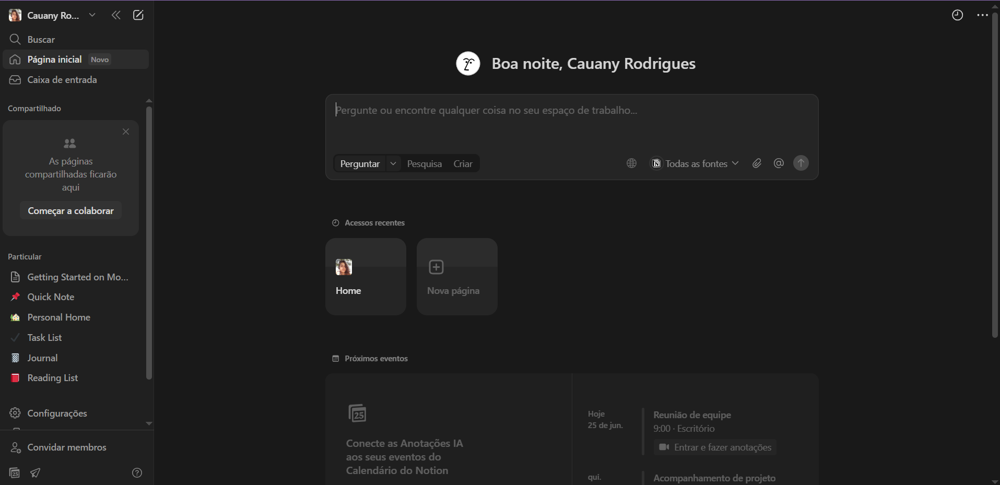 Cauany Ro...
Buscar
Página inicial Novo
Caixa de entrada
Compartilhado
As páginas
compartilhadas ficarão
aqui
Começar a colaborar
Particular
Getting Started on Mo...
Quick Note
Personal Home
Task List
Journal
Reading List
Configurações
Convidar membros
25
Boa noite, Cauany Rodrigues
Pergunte ou encontre qualquer coisa no seu espaço de trabalho...
Perguntar Pesquisa Criar
Todas as fontes
Acessos recentes
Home
Nova página
Próximos eventos
25
Conecte as Anotações IA
aos seus eventos do
Calendário do Notion
Hoje
25 de jun.
Reunião de equipe
9:00 · Escritório
Entrar e fazer anotações
qui.
Acompanhamento de projeto